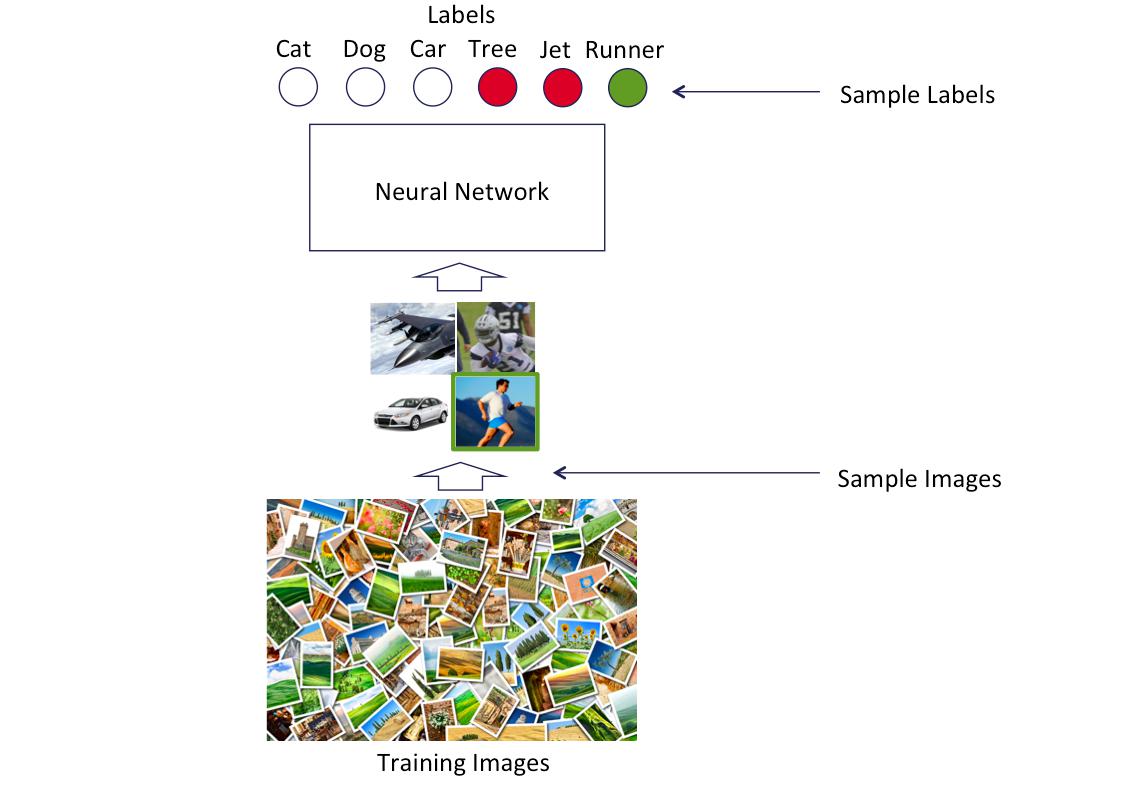 Labels
Cat Dog Car Tree Jet Runner
Sample Labels
Neural Network
51
Sample Images
Training Images